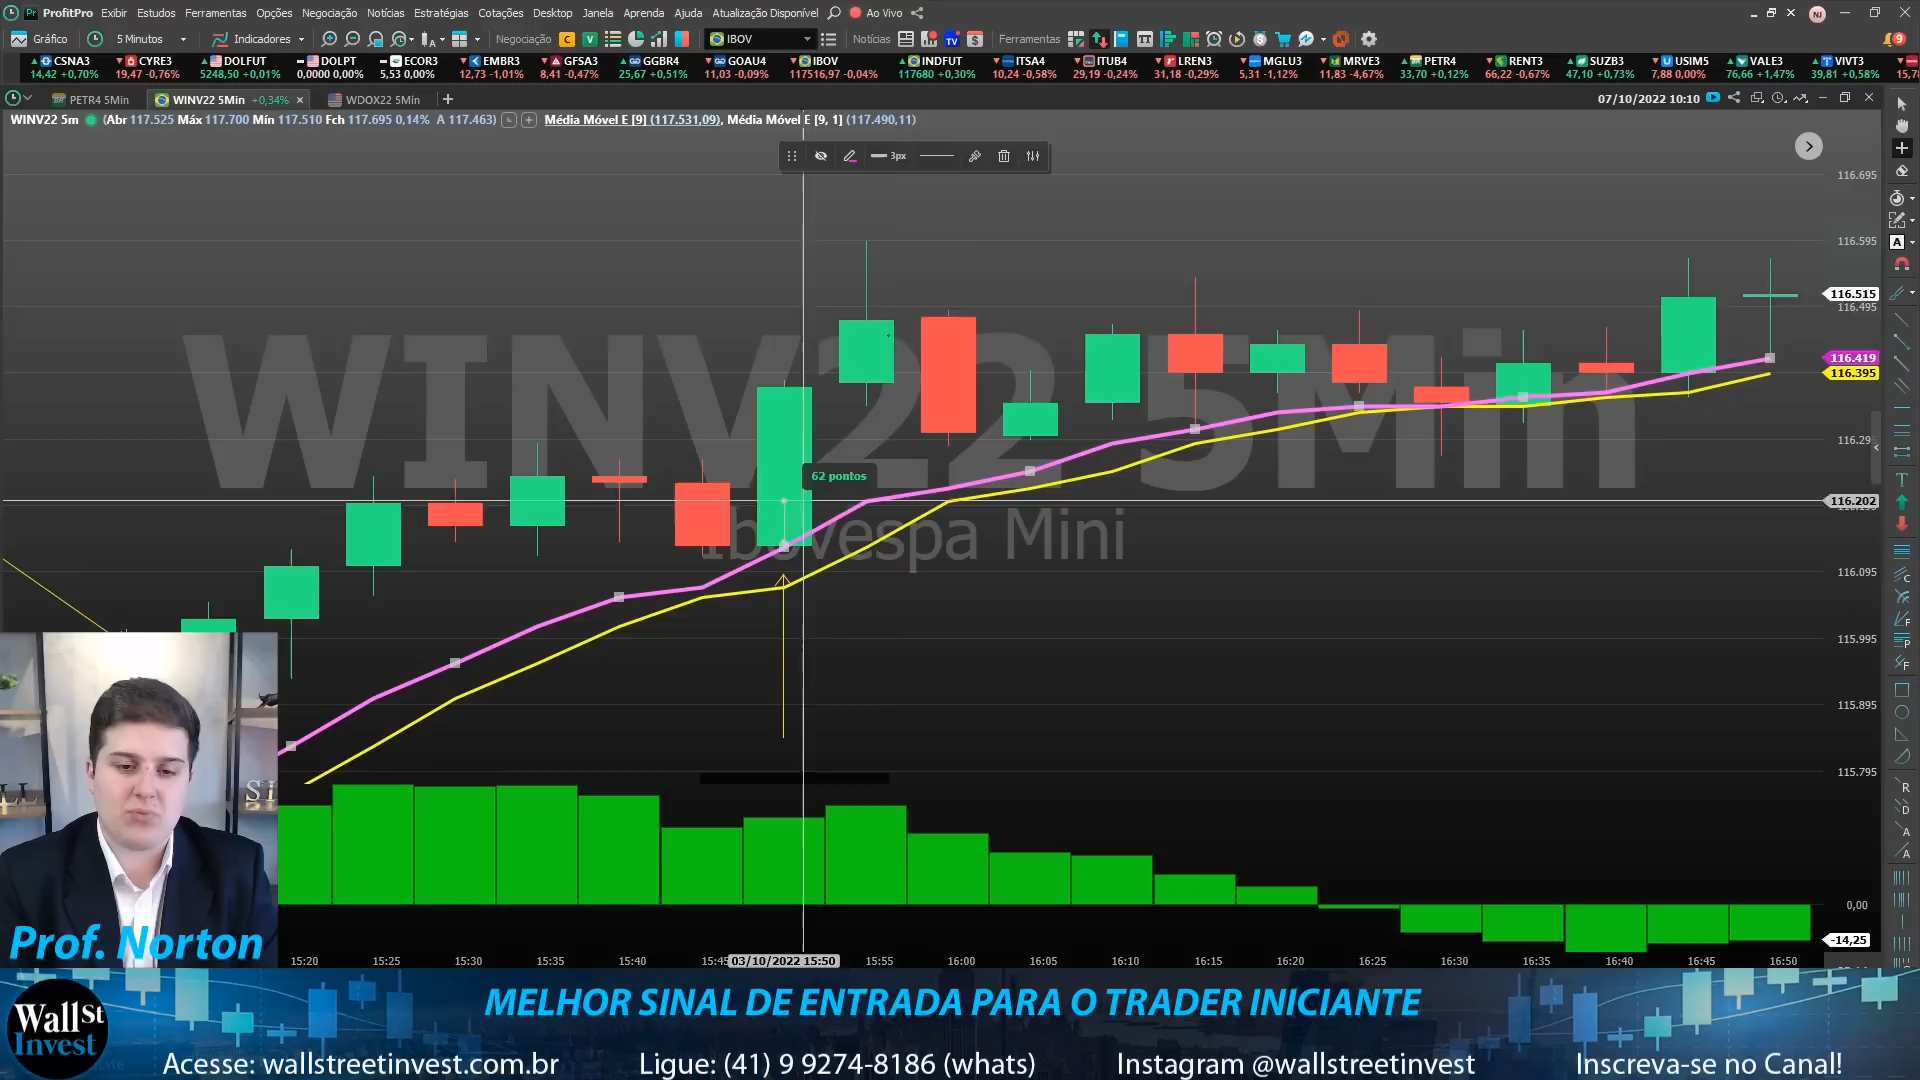 ProfitPro Exibir Estudos Ferramentas Opções Negociação Notícias Estratégias Cotações Desktop Janela Aprenda Ajuda Atualização Disponível Ao Vivo NJ
Gráfico 5 Minutos Indicadores Negociação C V IBOV Notícias TV $ Ferramentas 9
CSNA3 CYRE3 DOLFUT DOLPT ECOR3 EMBR3 GFSA3 GGBR4 GOAU4 IBOV INDFUT ITSA4 ITUB4 LREN3 MGLU3 MRVE3 PETR4 RENT3 SUZB3 USIM5 VALE3 VIVT3
14,42 +0,70% 19,47 -0,76% 5248,50 +0,01% 0,0000 0,00% 5,53 0,00% 12,73 -1,01% 8,41 -0,47% 25,67 +0,51% 11,03 -0,09% 117516,97 -0,04% 117680 +0,30% 10,24 -0,58% 29,19 -0,24% 31,18 -0,29% 5,31 -1,12% 11,83 -4,67% 33,70 +0,12% 66,22 -0,67% 47,10 +0,73% 7,88 0,00% 76,66 +1,47% 39,81 +0,58% 15,7
PETR4 5Min WINV22 5Min +0,34% WDOX22 5Min 07/10/2022 10:10
WINV22 5m (Abr 117.525 Máx 117.700 Mín 117.510 Fch 117.695 0,14% A 117.463) Média Móvel E [9] (117.531,09), Média Móvel E [9, 1] (117.490,11)
3px
116.695
116.595
116.515
116.495
WINV22 5Min
116.419
116.395
62 pontos
116.202
Ibovespa Mini
116.095
115.995
115.895
115.795
0,00
-14,25
Prof. Norton
15:20 15:25 15:30 15:35 15:40 15:45 03/10/2022 15:50 15:55 16:00 16:05 16:10 16:15 16:20 16:25 16:30 16:35 16:40 16:45 16:50
MELHOR SINAL DE ENTRADA PARA O TRADER INICIANTE
Wall St
Invest
Acesse: wallstreetinvest.com.br Ligue: (41) 9 9274-8186 (whats) Instagram @wallstreetinvest Inscreva-se no Canal!